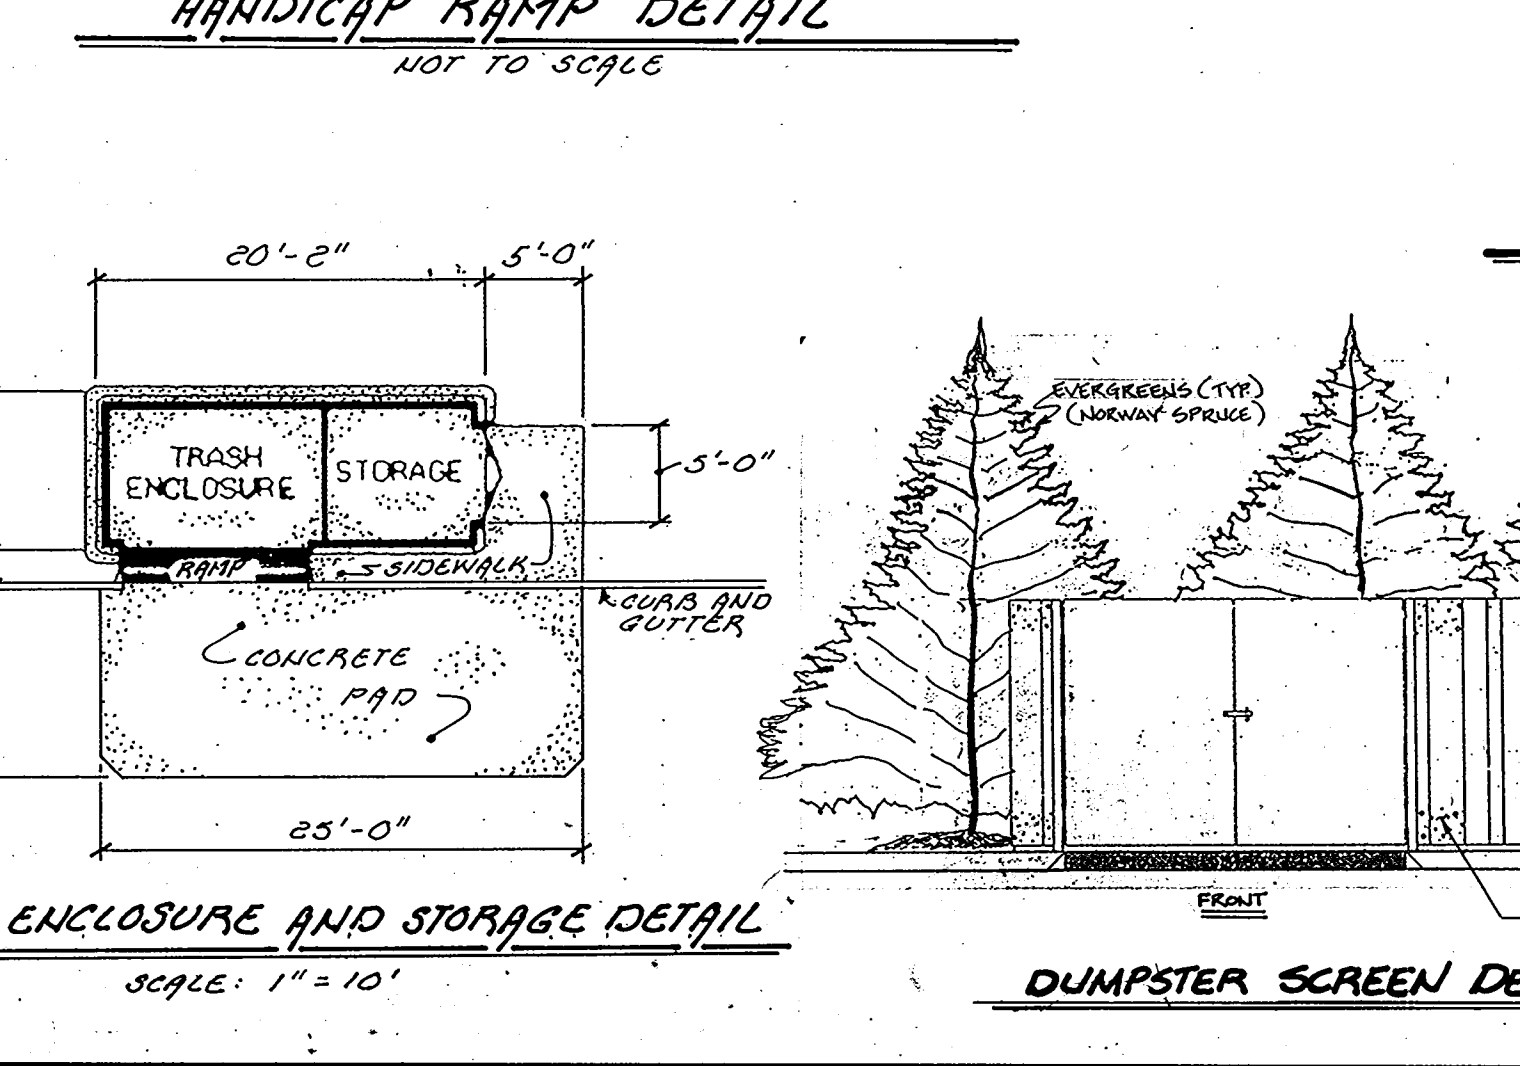 HANDICAP RAMP DETAIL
NOT TO SCALE
20'-2"
5'-0"
EVERGREENS (TYP.)
(NORWAY SPRUCE)
TRASH
ENCLOSURE
STORAGE
5'-0"
RAMP
SIDEWALK
CURB AND
GUTTER
CONCRETE
PAD
25'-0"
FRONT
ENCLOSURE AND STORAGE DETAIL
SCALE: 1" = 10'
DUMPSTER SCREEN DE